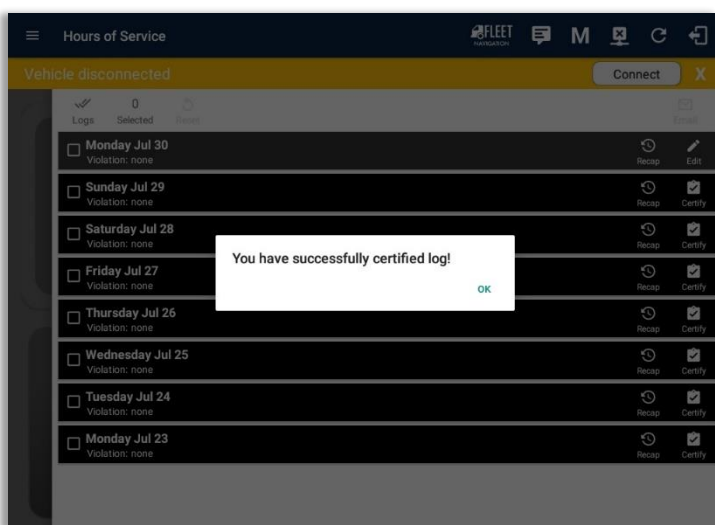 Hours of Service
FLEET
NAVIGATION
M
Vehicle disconnected
Connect
X
0
Logs
Selected
Reset
Email
Monday Jul 30
Violation: none
Recap
Edit
Sunday Jul 29
Violation: none
Recap
Certify
Saturday Jul 28
Violation: none
Recap
Certify
You have successfully certified log!
OK
Friday Jul 27
Violation: none
Recap
Certify
Thursday Jul 26
Violation: none
Recap
Certify
Wednesday Jul 25
Violation: none
Recap
Certify
Tuesday Jul 24
Violation: none
Recap
Certify
Monday Jul 23
Violation: none
Recap
Certify